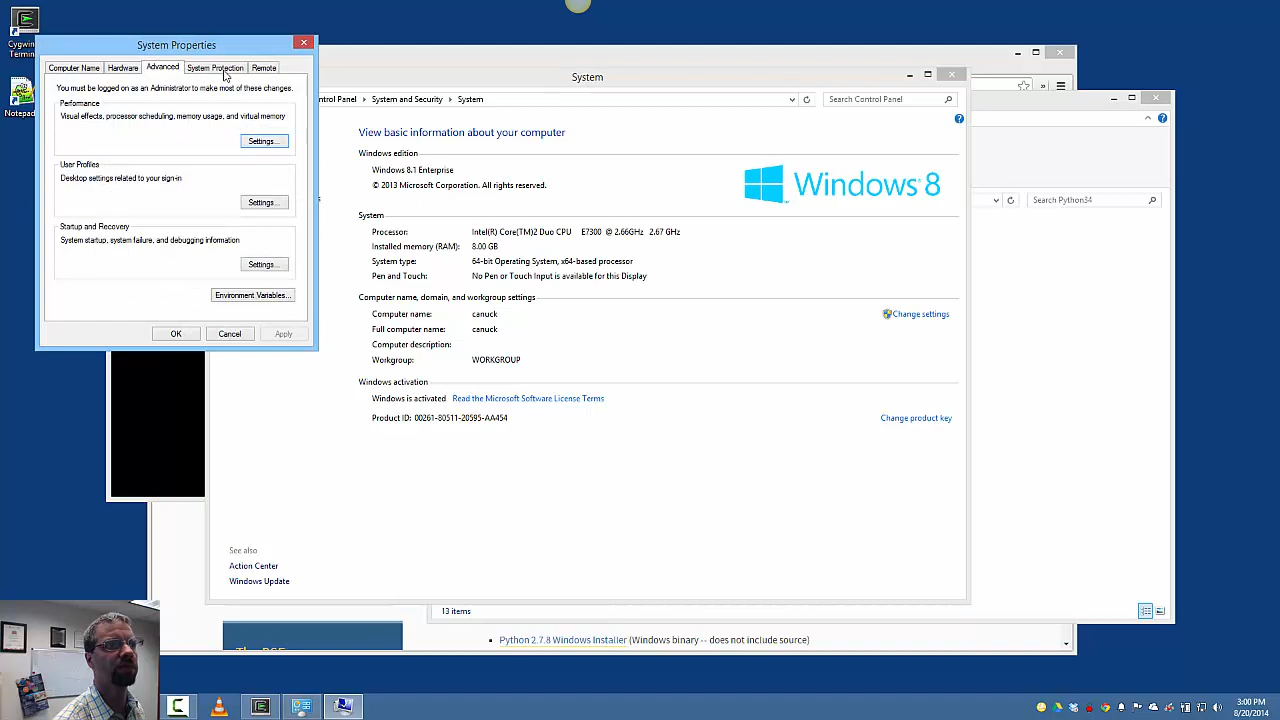 Cygwin
Termin
Notepad
System Properties
Computer Name
Hardware
Advanced
System Protection
Remote
You must be logged on as an Administrator to make most of these changes.
Performance
Visual effects, processor scheduling, memory usage, and virtual memory
Settings...
User Profiles
Desktop settings related to your sign-in
Settings...
Startup and Recovery
System startup, system failure, and debugging information
Settings...
Environment Variables...
OK
Cancel
Apply
System
ntrol Panel
System and Security
System
Search Control Panel
View basic information about your computer
Windows edition
Windows 8.1 Enterprise
© 2013 Microsoft Corporation. All rights reserved.
Windows 8
System
Processor: Intel(R) Core(TM)2 Duo CPU E7300 @ 2.66GHz 2.67 GHz
Installed memory (RAM): 8.00 GB
System type: 64-bit Operating System, x64-based processor
Pen and Touch: No Pen or Touch Input is available for this Display
Computer name, domain, and workgroup settings
Computer name: canuck
Change settings
Full computer name: canuck
Computer description:
Workgroup: WORKGROUP
Windows activation
Windows is activated Read the Microsoft Software License Terms
Product ID: 00261-80511-20595-AA454
Change product key
See also
Action Center
Windows Update
Search Python34
13 items
Python 2.7.8 Windows Installer (Windows binary -- does not include source)
3:00 PM
8/20/2014